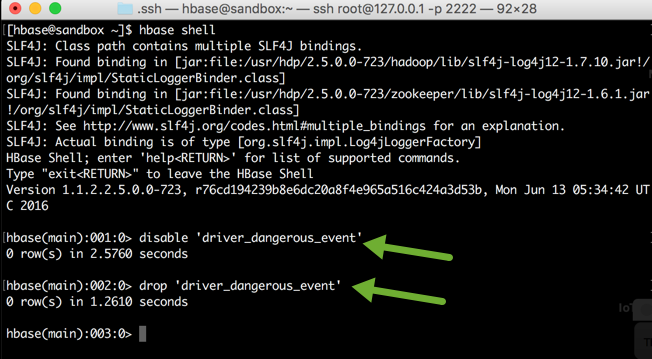 .ssh — hbase@sandbox:~ — ssh root@127.0.0.1 -p 2222 — 92×28
[[hbase@sandbox ~]$ hbase shell
SLF4J: Class path contains multiple SLF4J bindings.
SLF4J: Found binding in [jar:file:/usr/hdp/2.5.0.0-723/hadoop/lib/slf4j-log4j12-1.7.10.jar!/
org/slf4j/impl/StaticLoggerBinder.class]
SLF4J: Found binding in [jar:file:/usr/hdp/2.5.0.0-723/zookeeper/lib/slf4j-log4j12-1.6.1.jar
!/org/slf4j/impl/StaticLoggerBinder.class]
SLF4J: See http://www.slf4j.org/codes.html#multiple_bindings for an explanation.
SLF4J: Actual binding is of type [org.slf4j.impl.Log4jLoggerFactory]
HBase Shell; enter 'help<RETURN>' for list of supported commands.
Type "exit<RETURN>" to leave the HBase Shell
Version 1.1.2.2.5.0.0-723, r76cd194239b8e6dc20a8f4e965a516c424a3d53b, Mon Jun 13 05:34:42 UT
C 2016
hbase(main):001:0> disable 'driver_dangerous_event'
0 row(s) in 2.5760 seconds
hbase(main):002:0> drop 'driver_dangerous_event'
0 row(s) in 1.2610 seconds
hbase(main):003:0>